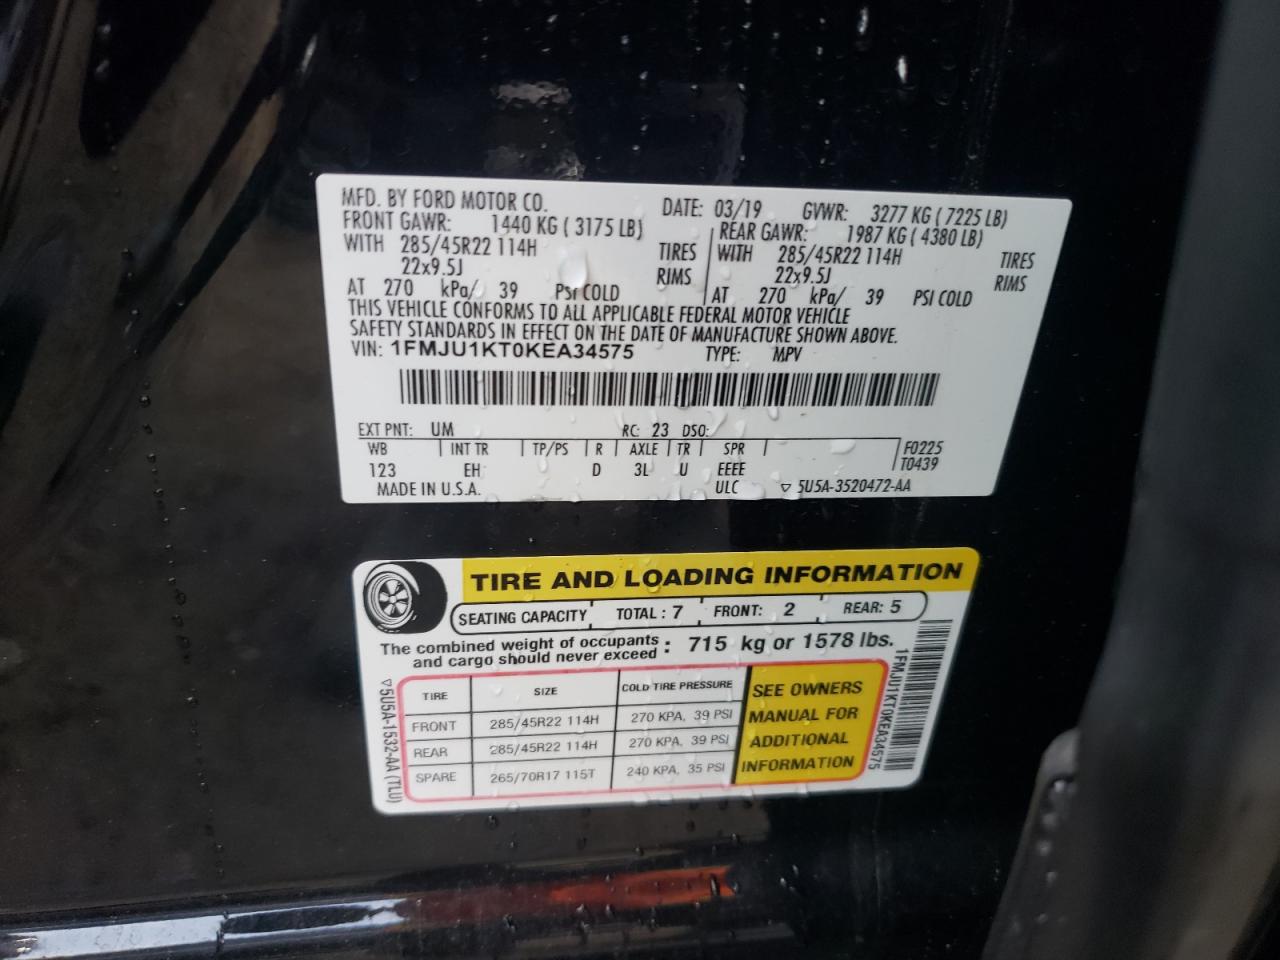 MFD. BY FORD MOTOR CO. DATE: 03/19 GVWR: 3277 KG ( 7225 LB)
FRONT GAWR: 1440 KG ( 3175 LB) REAR GAWR: 1987 KG ( 4380 LB)
WITH 285/45R22 114H TIRES WITH 285/45R22 114H TIRES
22x9.5J RIMS 22x9.5J RIMS
AT 270 kPa/ 39 PSI COLD AT 270 kPa/ 39 PSI COLD
THIS VEHICLE CONFORMS TO ALL APPLICABLE FEDERAL MOTOR VEHICLE
SAFETY STANDARDS IN EFFECT ON THE DATE OF MANUFACTURE SHOWN ABOVE.
VIN: 1FMJU1KT0KEA34575 TYPE: MPV
EXT PNT: UM RC: 23 DSO:
WB INT TR TP/PS R AXLE TR SPR F0225
123 EH D 3L U EEEE T0439
MADE IN U.S.A. ULC ▽ 5U5A-3520472-AA
TIRE AND LOADING INFORMATION
SEATING CAPACITY TOTAL : 7 FRONT: 2 REAR: 5
The combined weight of occupants
and cargo should never exceed : 715 kg or 1578 lbs.
TIRE SIZE COLD TIRE PRESSURE
FRONT 285/45R22 114H 270 KPA, 39 PSI
REAR 285/45R22 114H 270 KPA, 39 PSI
SPARE 265/70R17 115T 240 KPA, 35 PSI
SEE OWNERS
MANUAL FOR
ADDITIONAL
INFORMATION
▽5U5A-1532-AA (TLU)
1FMJU1KT0KEA34575